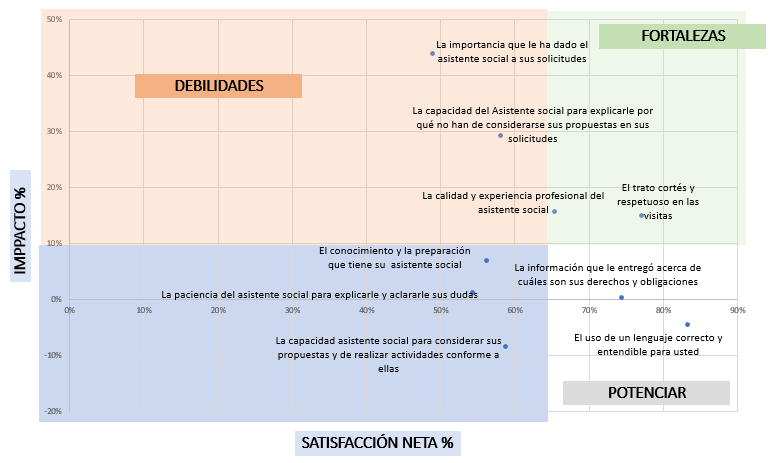 50%
FORTALEZAS
La importancia que le ha dado el
asistente social a sus solicitudes
40%
DEBILIDADES
La capacidad del Asistente social para explicarle por
qué no han de considerarse sus propuestas en sus
solicitudes
30%
20%
La calidad y experiencia profesional del
asistente social
El trato cortés y
respetuoso en las
visitas
IMPPACTO %
10%
El conocimiento y la preparación
que tiene su asistente social
La información que le entregó acerca de
cuáles son sus derechos y obligaciones
La paciencia del asistente social para explicarle y aclararle sus dudas
0%
0% 10% 20% 30% 40% 50% 60% 70% 80% 90%
La capacidad asistente social para considerar sus
propuestas y de realizar actividades conforme a
ellas
El uso de un lenguaje correcto y
entendible para usted
-10%
POTENCIAR
-20%
SATISFACCIÓN NETA %